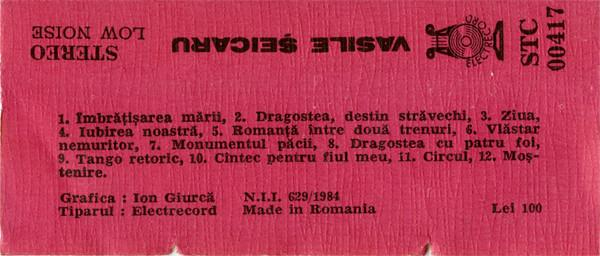 STEREO
LOW NOISE
VASILE ȘEICARU
ELECTRECORD
STC
00417
1. Îmbrățișarea mării, 2. Dragostea, destin străvechi, 3. Ziua,
4. Iubirea noastră, 5. Romanță între două trenuri, 6. Vlăstar
nemuritor, 7. Monumentul păcii, 8. Dragostea cu patru foi,
9. Tango retoric, 10. Cîntec pentru fiul meu, 11. Circul, 12. Moș-
tenire.
Grafica : Ion Giurcă N.I.I. 629/1984
Tiparul : Electrecord Made in Romania Lei 100